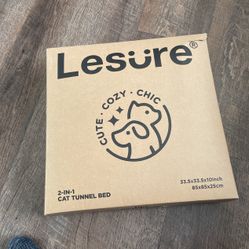 Lesure®
CUTE · COZY · CHIC
2-IN-1
CAT TUNNEL BED
33.5x33.5x10inch
85x85x25cm